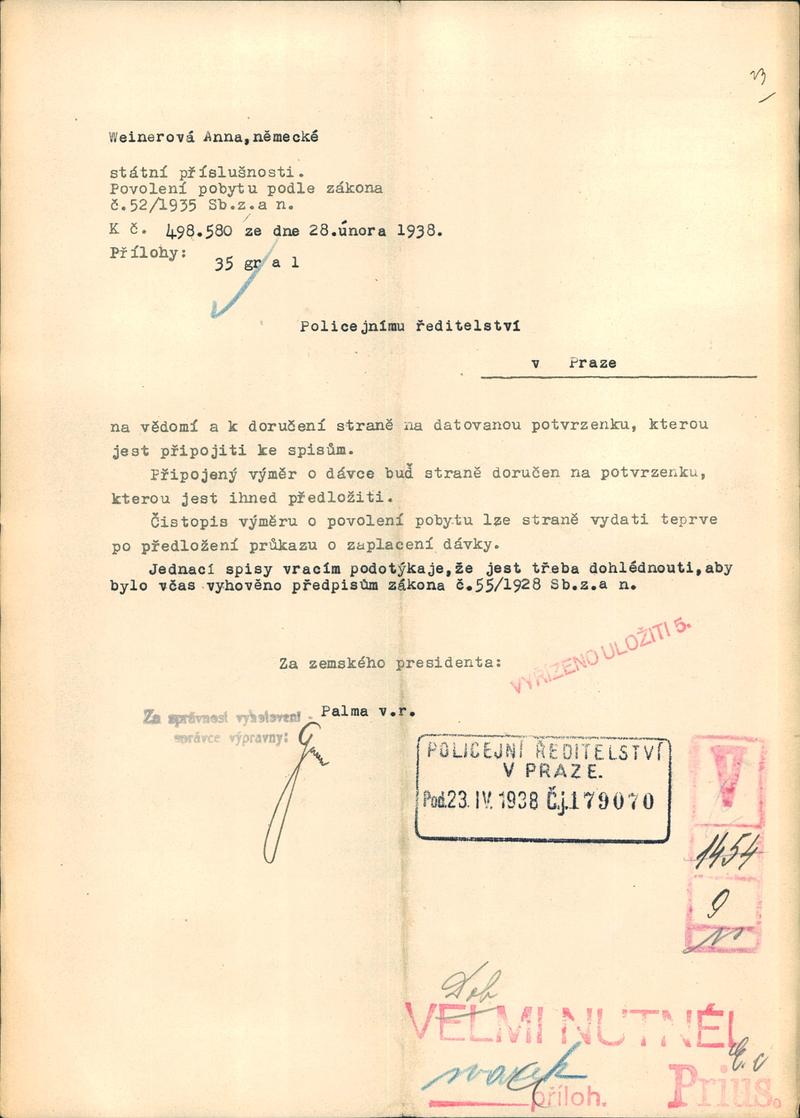 Weinerová Anna,německé
státní příslušnosti.
Povolení pobytu podle zákona
č.52/1935 Sb.z.a n.
K č. 498.580 ze dne 28.února 1938.
Přílohy:
35 gr a 1
Policejnímu ředitelství
v Praze
na vědomí a k doručení straně na datovanou potvrzenku, kterou
jest připojiti ke spisům.
Připojený výměr o dávce buď straně doručen na potvrzenku,
kterou jest ihned předložiti.
Čistopis výměru o povolení pobytu lze straně vydati teprve
po předložení průkazu o zaplacení dávky.
Jednací spisy vracím podotýkaje,že jest třeba dohlédnouti,aby
bylo včas vyhověno předpisům zákona č.55/1928 Sb.z.a n.
Za zemského presidenta:
VYŘÍZENO ULOŽITI 5.
Palma v.r.
Za správnost vyhotovení
správce výpravny:
POLICEJNÍ ŘEDITELSTVÍ
V PRAZE.
Pod.23.IV.1938 Č.j.179070
V
1454
9
VELMI NUTNÉ!
příloh.
Prius.